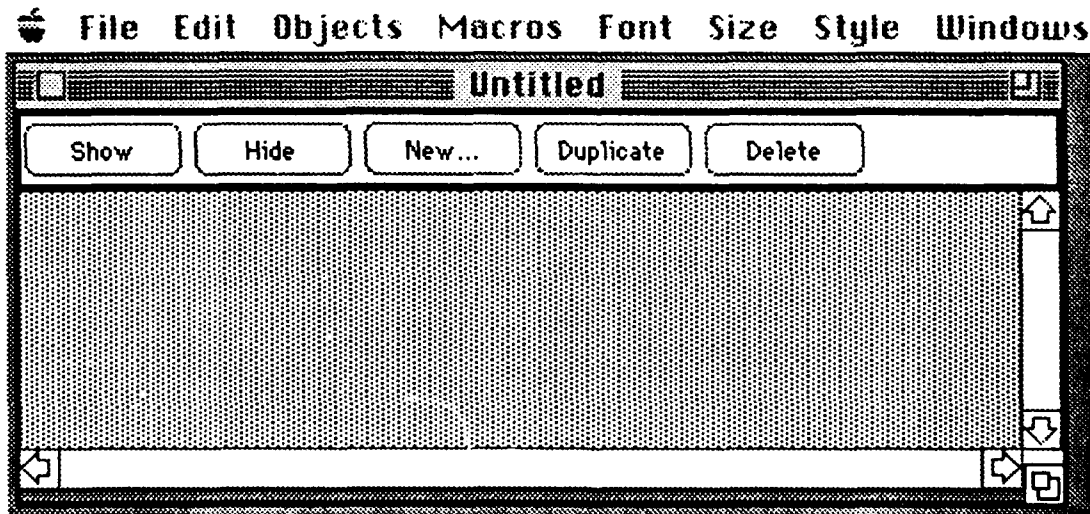 File Edit Objects Macros Font Size Style Windows
Untitled
Show Hide New... Duplicate Delete